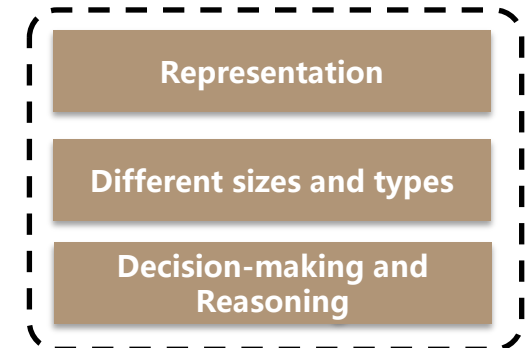 Representation
Different sizes and types
Decision-making and
Reasoning